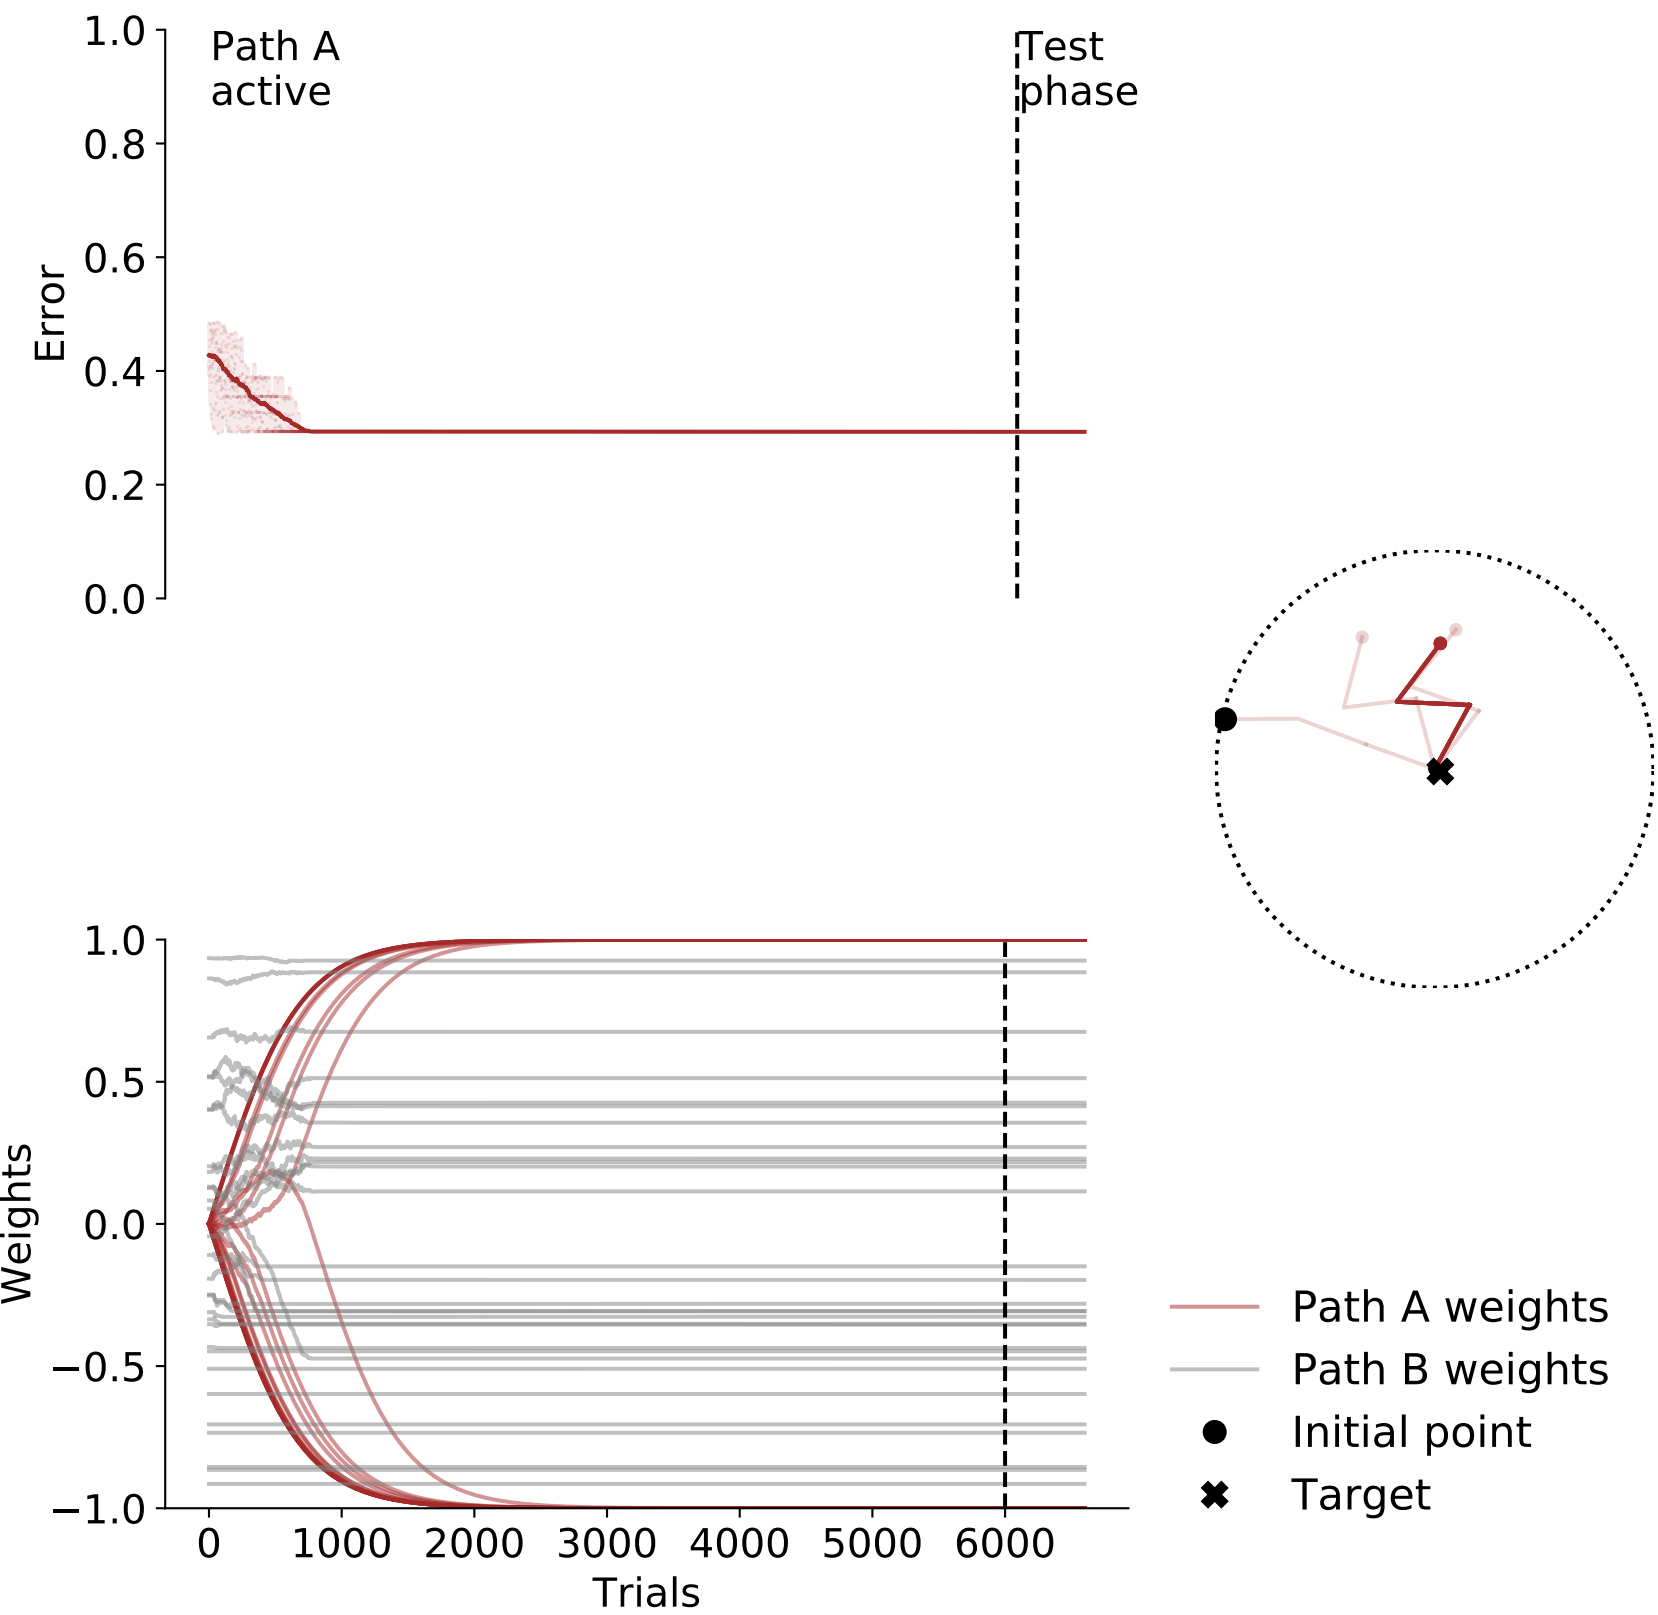 1.0
Path A
active
Test
phase
0.8
0.6
0.4
0.2
0.0
Error
1.0
0.5
0.0
−0.5
−1.0
Weights
0 1000 2000 3000 4000 5000 6000
Trials
Path A weights
Path B weights
Initial point
Target